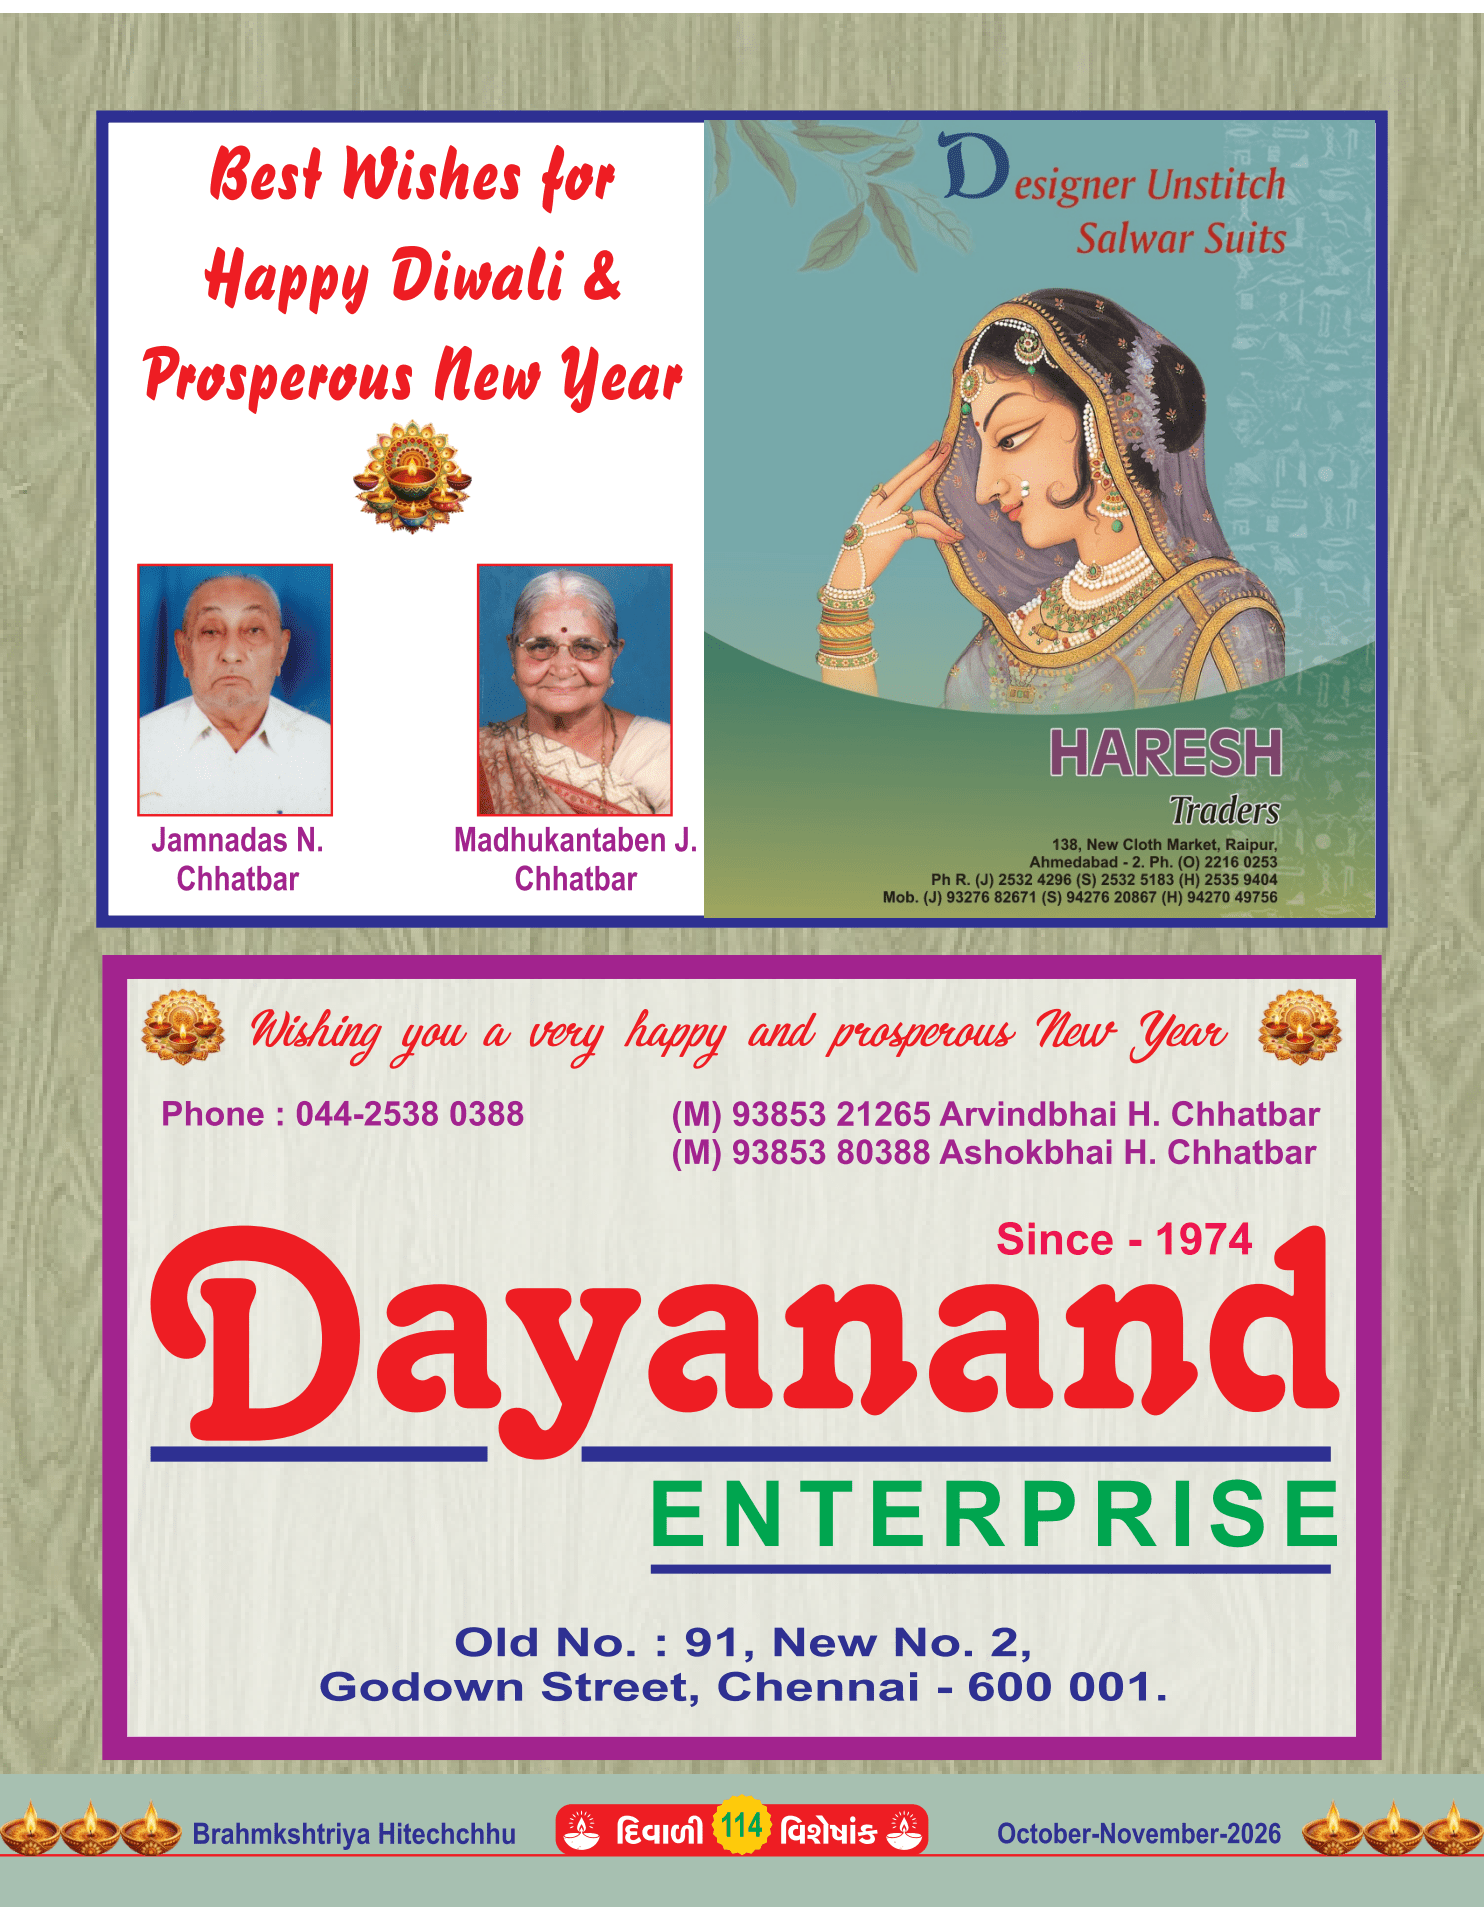 Best Wishes for
Happy Diwali &
Prosperous New Year
Jamnadas N.
Chhatbar
Madhukantaben J.
Chhatbar
Designer Unstitch
Salwar Suits
HARESH
Traders
138, New Cloth Market, Raipur,
Ahmedabad - 2. Ph. (O) 2216 0253
Ph R. (J) 2532 4296 (S) 2532 5183 (H) 2535 9404
Mob. (J) 93276 82671 (S) 94276 20867 (H) 94270 49756
Wishing you a very happy and prosperous New Year
Phone : 044-2538 0388
(M) 93853 21265 Arvindbhai H. Chhatbar
(M) 93853 80388 Ashokbhai H. Chhatbar
Since - 1974
Dayanand
ENTERPRISE
Old No. : 91, New No. 2,
Godown Street, Chennai - 600 001.
Brahmkshtriya Hitechchhu
દિવાળી 114 વિશેષાંક
October-November-2026